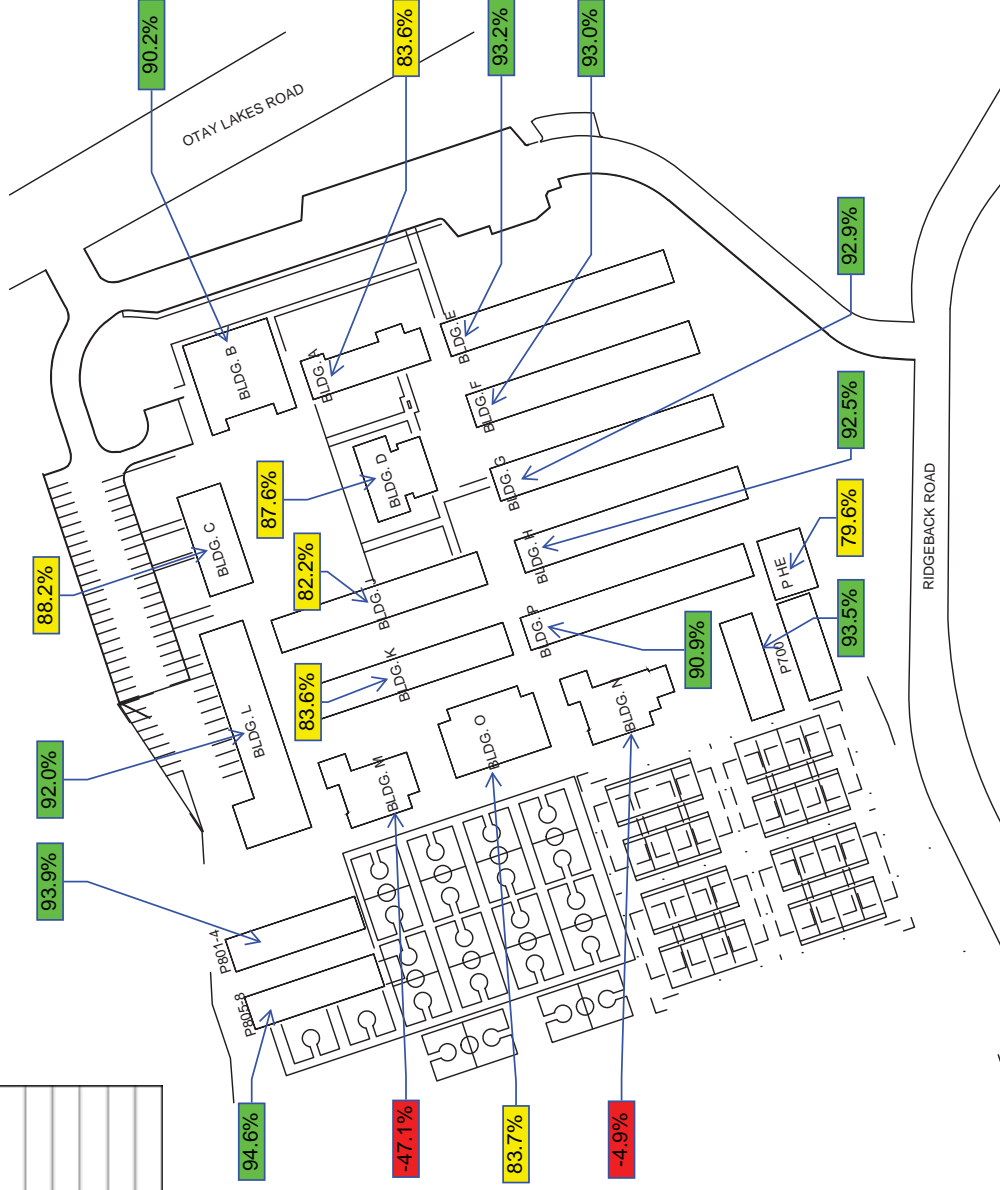 90.2%
83.6%
93.2%
93.0%
OTAY LAKES ROAD
92.9%
BLDG. B
BLDG. A
BLDG. E
BLDG. F
92.5%
87.6%
BLDG. D
BLDG. G
88.2%
BLDG. C
82.2%
BLDG. J
BLDG. H
79.6%
PHE
RIDGEBACK ROAD
BLDG. P
93.5%
P700
90.9%
83.6%
BLDG. K
BLDG. N
BLDG. L
BLDG. O
BLDG. M
92.0%
93.9%
P801-4
P805-8
94.6%
-47.1%
83.7%
-4.9%